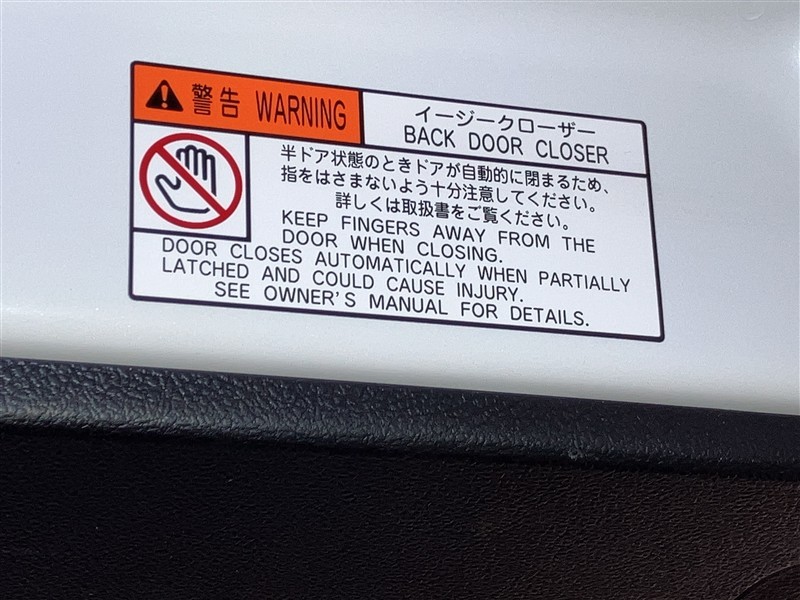 警告 WARNING
イージークローザー
BACK DOOR CLOSER
半ドア状態のときドアが自動的に閉まるため、
指をはさまないよう十分注意してください。
詳しくは取扱書をご覧ください。
KEEP FINGERS AWAY FROM THE
DOOR WHEN CLOSING.
DOOR CLOSES AUTOMATICALLY WHEN PARTIALLY
LATCHED AND COULD CAUSE INJURY.
SEE OWNER'S MANUAL FOR DETAILS.